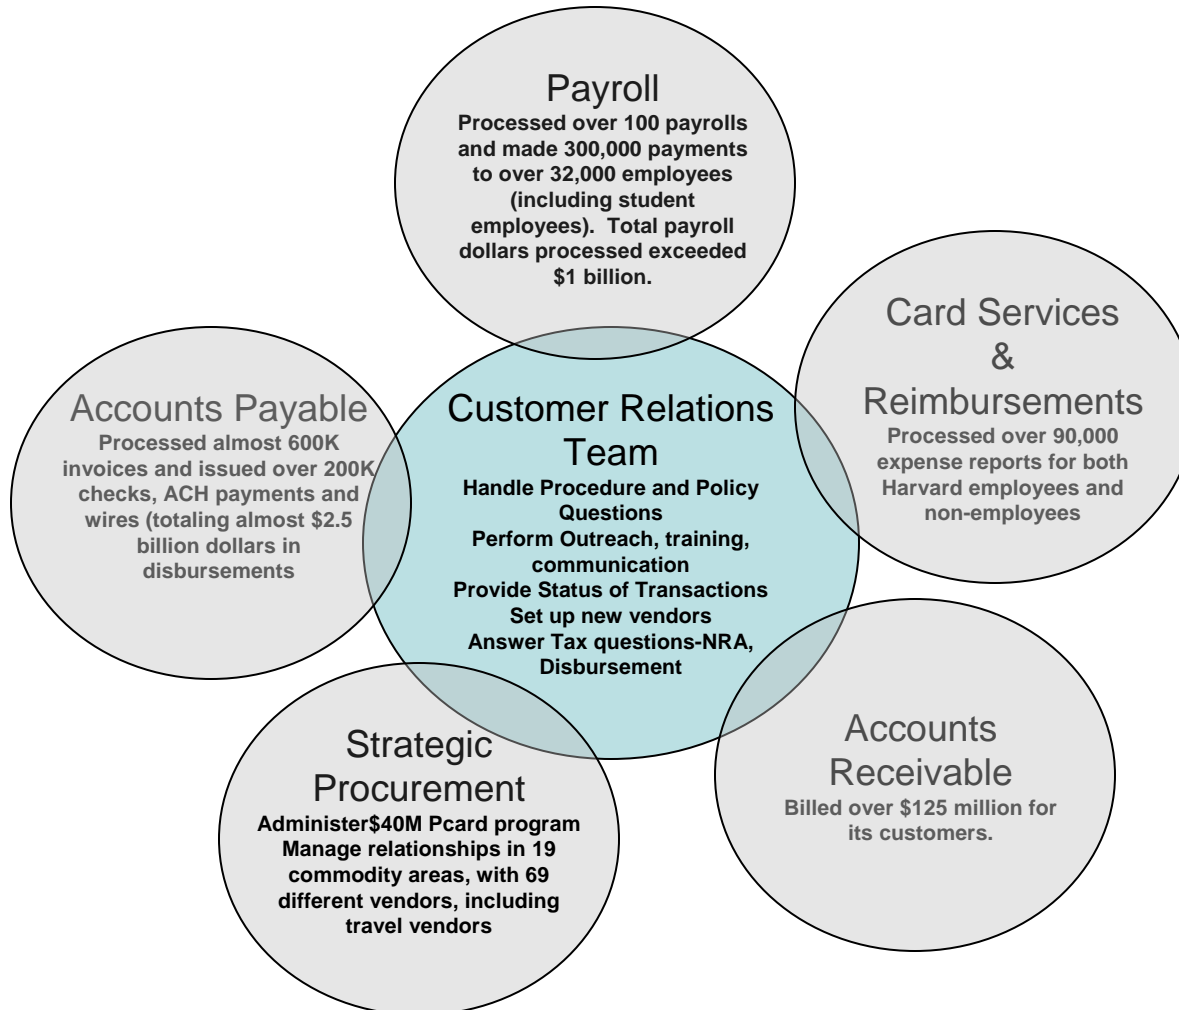 Payroll
Processed over 100 payrolls
and made 300,000 payments
to over 32,000 employees
(including student
employees).  Total payroll
dollars processed exceeded
$1 billion.
Card Services
&
Reimbursements
Processed over 90,000
expense reports for both
Harvard employees and
non-employees
Accounts Payable
Processed almost 600K
invoices and issued over 200K
checks, ACH payments and
wires (totaling almost $2.5
billion dollars in
disbursements
Customer Relations
Team
Handle Procedure and Policy
Questions
Perform Outreach, training,
communication
Provide Status of Transactions
Set up new vendors
Answer Tax questions-NRA,
Disbursement
Strategic
Procurement
Administer$40M Pcard program
Manage relationships in 19
commodity areas, with 69
different vendors, including
travel vendors
Accounts
Receivable
Billed over $125 million for
its customers.